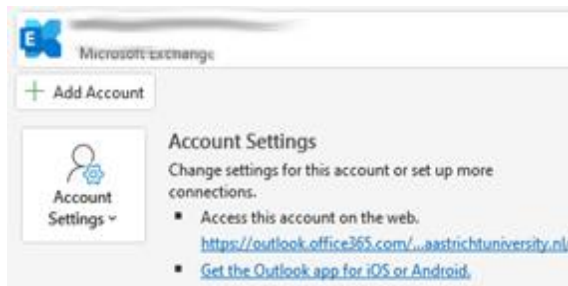 E
Microsoft Exchange
Add Account
Account Settings
Change settings for this account or set up more
connections.
Account
Settings
Access this account on the web.
https://outlook.office365.com/...aastrichtuniversity.nl/
Get the Outlook app for iOS or Android.